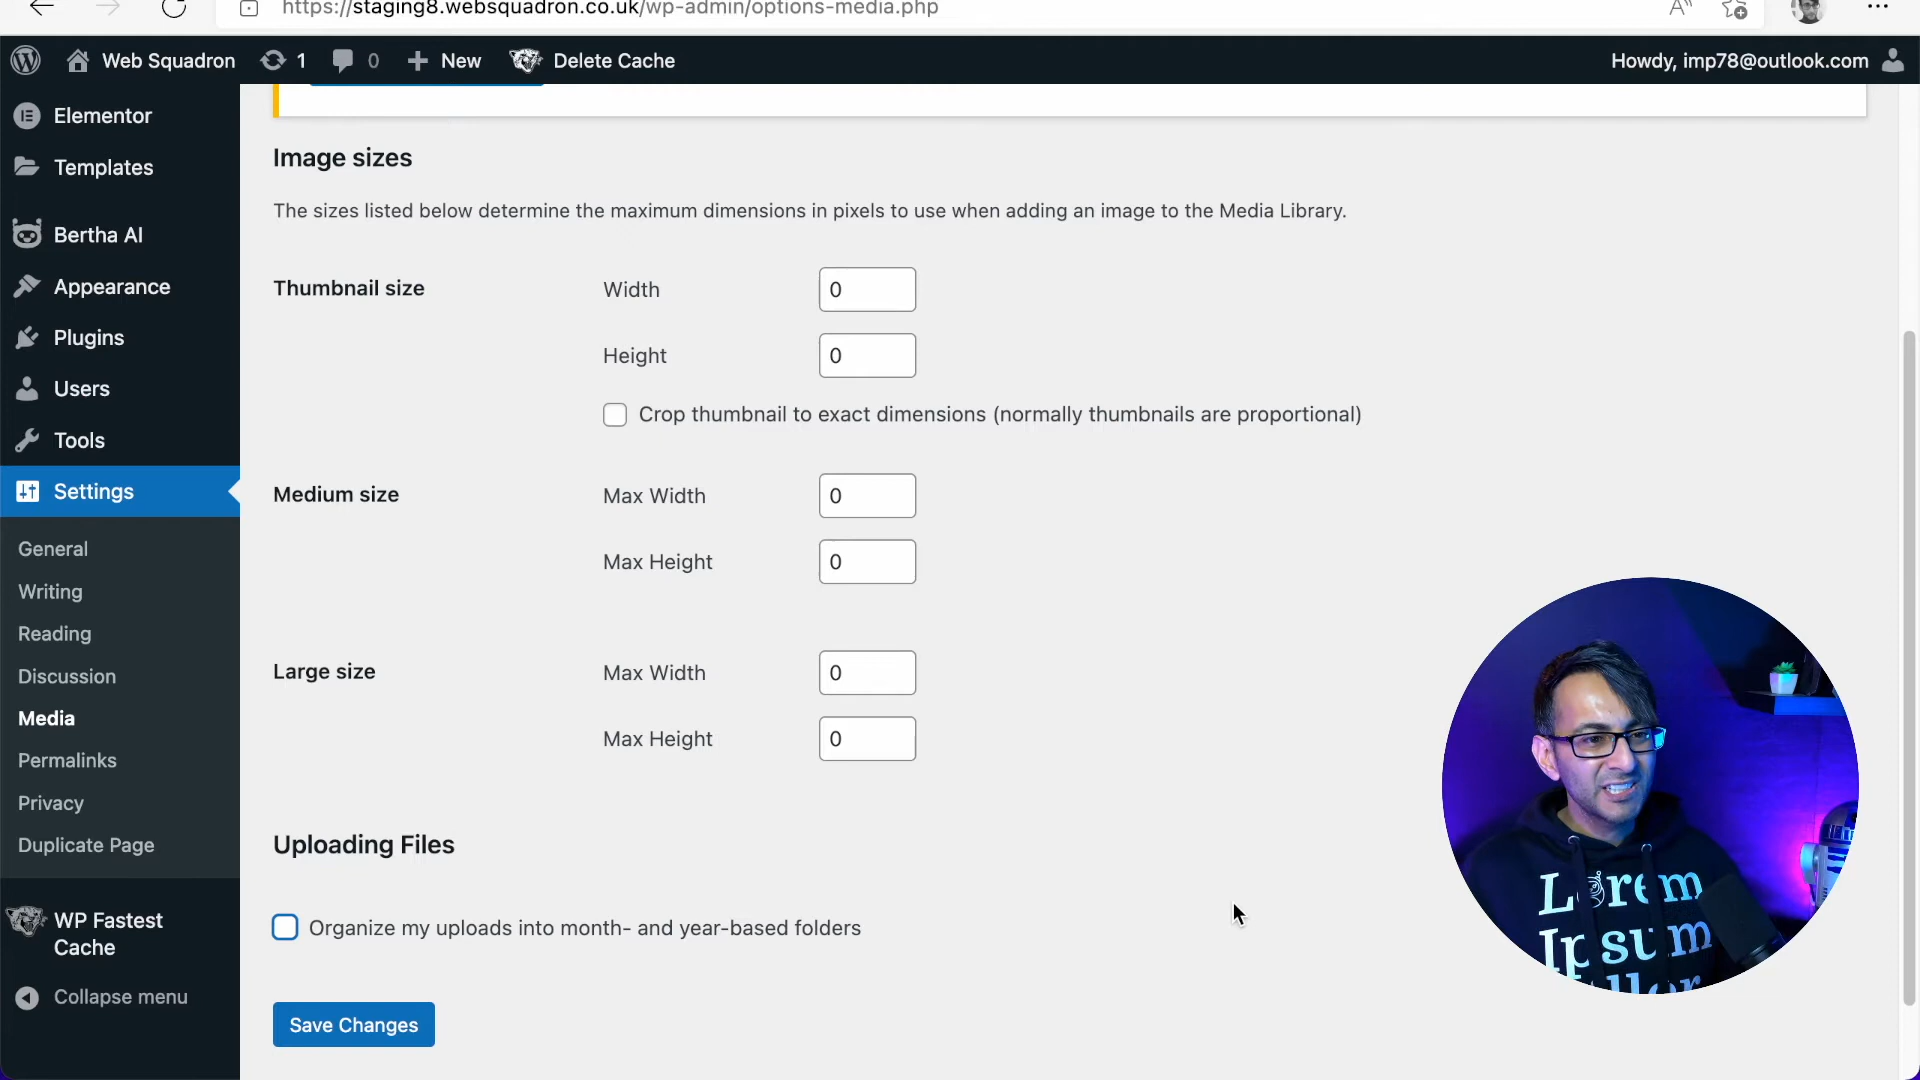 https://staging8.websquadron.co.uk/wp-admin/options-media.php
Web Squadron
1
0
New
Delete Cache
Howdy, imp78@outlook.com
Elementor
Templates
Bertha AI
Appearance
Plugins
Users
Tools
Settings
General
Writing
Reading
Discussion
Media
Permalinks
Privacy
Duplicate Page
WP Fastest
Cache
Collapse menu
Image sizes
The sizes listed below determine the maximum dimensions in pixels to use when adding an image to the Media Library.
Thumbnail size
Width
0
Height
0
Crop thumbnail to exact dimensions (normally thumbnails are proportional)
Medium size
Max Width
0
Max Height
0
Large size
Max Width
0
Max Height
0
Uploading Files
Organize my uploads into month- and year-based folders
Save Changes
Lorem
Ipsum